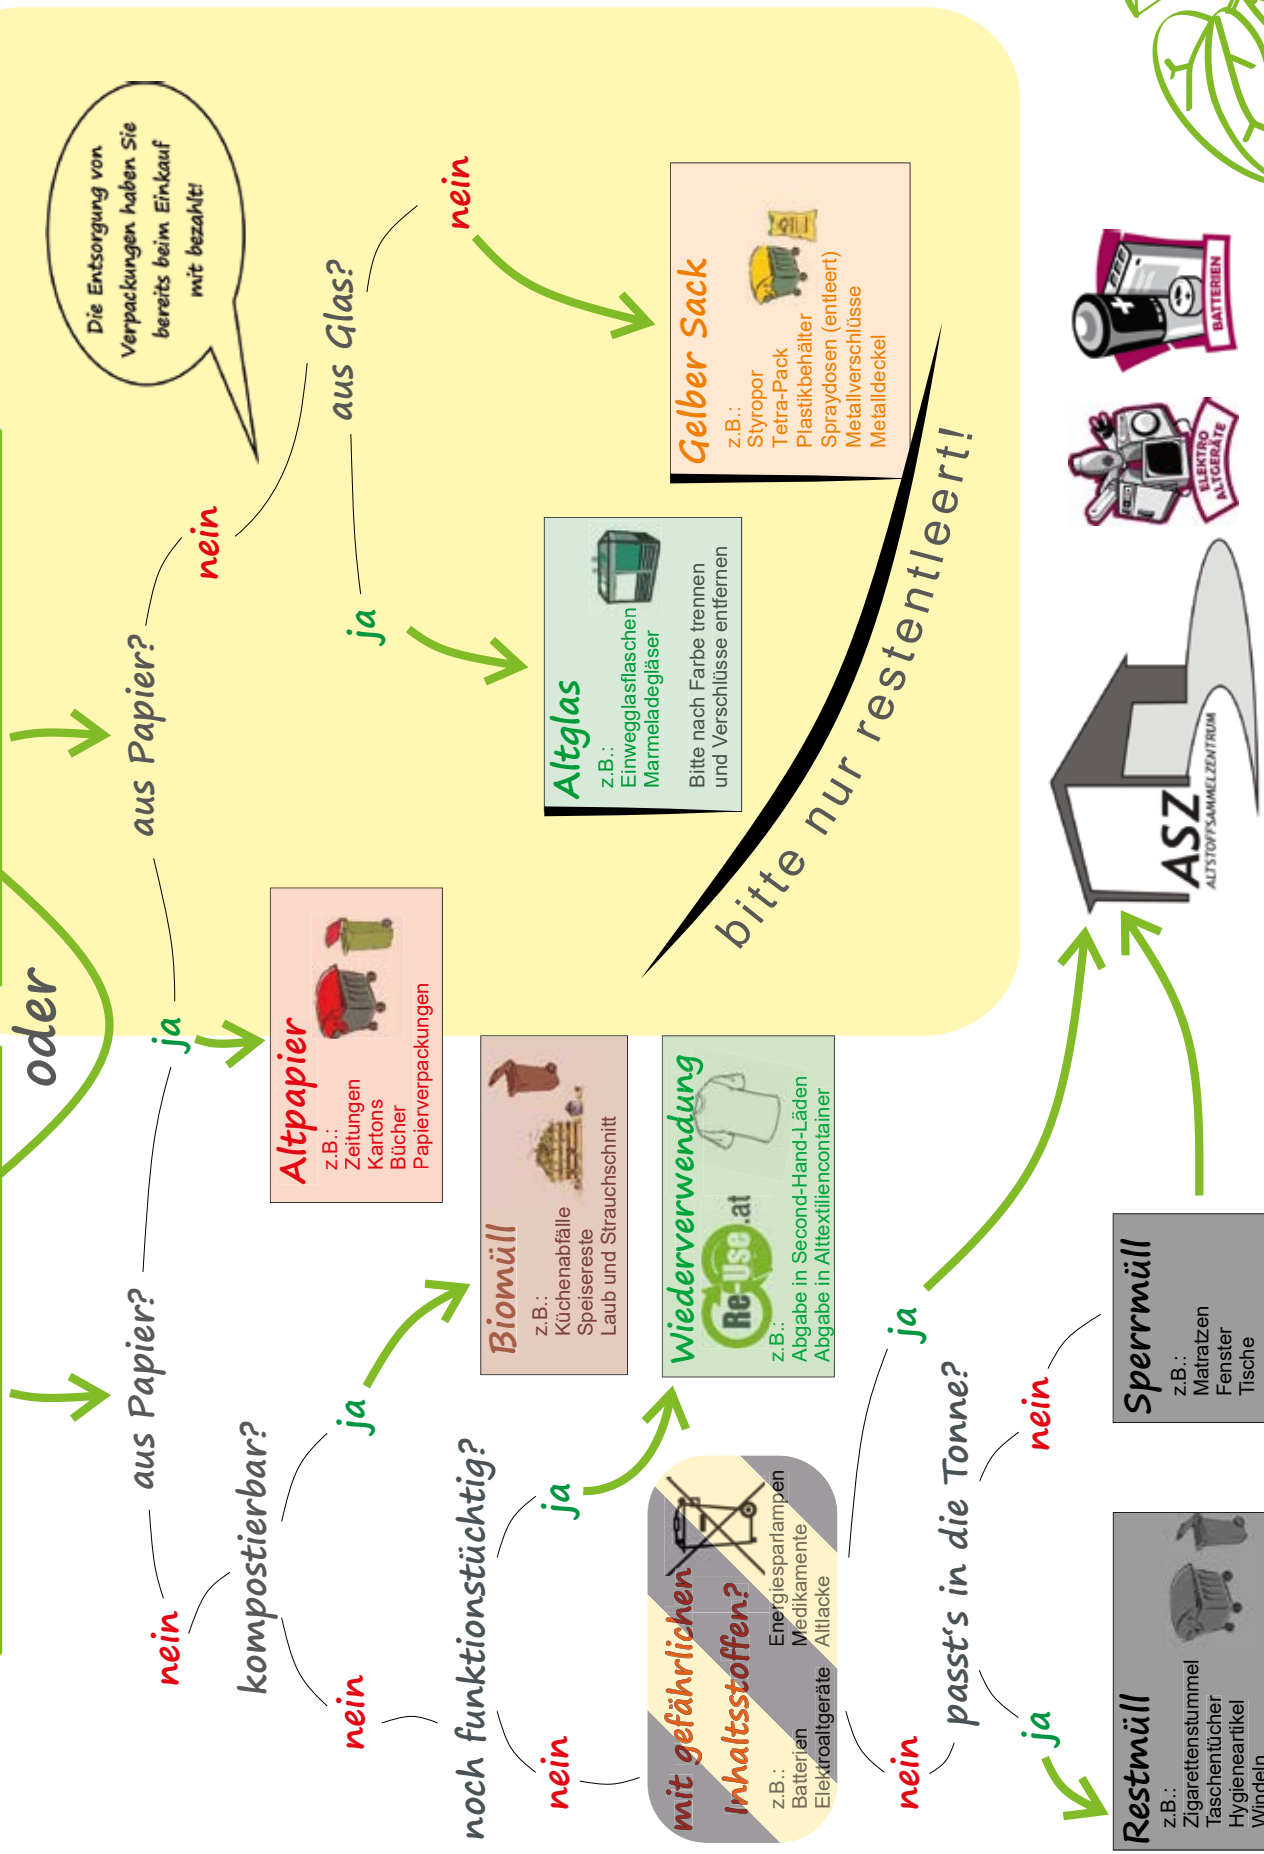 oder
Die Entsorgung von
Verpackungen haben Sie
bereits beim Einkauf
mit bezahlt!
aus Papier?
nein
ja
aus Papier?
nein
aus Glas?
ja
nein
Altpapier
z.B.:
Zeitungen
Kartons
Bücher
Papierverpackungen
kompostierbar?
nein
ja
Biomüll
z.B.:
Küchenabfälle
Speisereste
Laub und Strauchschnitt
Altglas
z.B.:
Einwegglasflaschen
Marmeladegläser
Bitte nach Farbe trennen
und Verschlüsse entfernen
Gelber Sack
z.B.:
Styropor
Tetra-Pack
Plastikbehälter
Spraydosen (entleert)
Metallverschlüsse
Metalldeckel
bitte nur restentleert!
noch funktionstüchtig?
nein
ja
Wiederverwendung
Re-Use.at
z.B.:
Abgabe in Second-Hand-Läden
Abgabe in Alttextiliencontainer
mit gefährlichen
Inhaltsstoffen?
z.B.:
Batterien
Elektroaltgeräte
Energiesparlampen
Medikamente
Altlacke
nein
ja
passt's in die Tonne?
ja
nein
Restmüll
z.B.:
Zigarettenstummel
Taschentücher
Hygieneartikel
Windeln
Sperrmüll
z.B.:
Matratzen
Fenster
Tische
ASZ
ALTSTOFFSAMMELZENTRUM
ELEKTRO
ALTGERÄTE
BATTERIEN